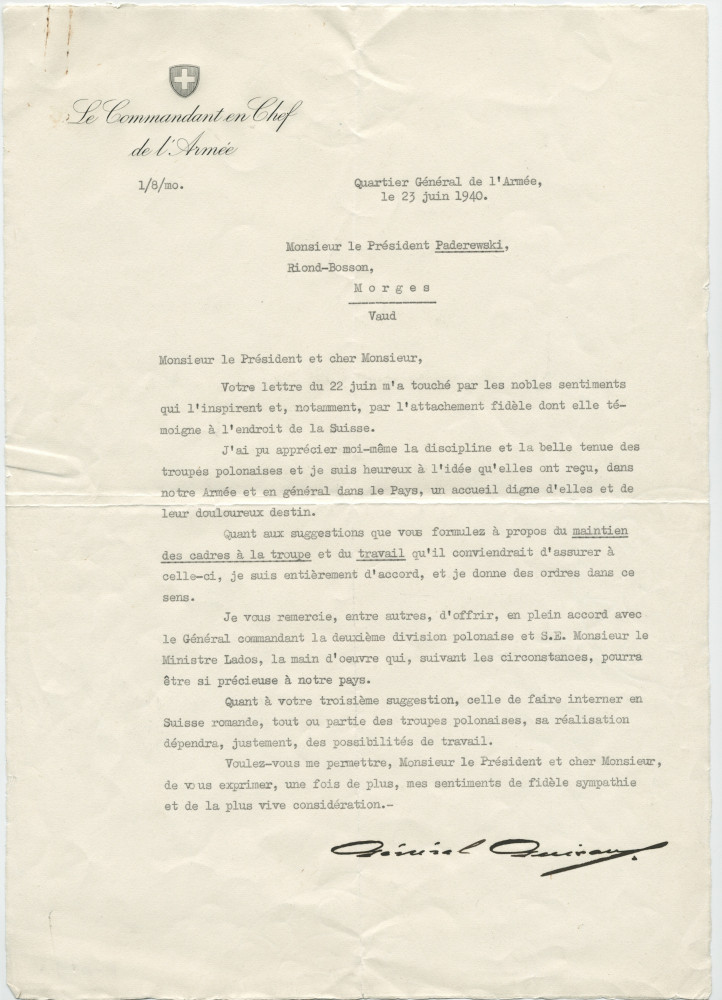 Le Commandant en Chef
de l'Armée
1/8/mo.
Quartier Général de l'Armée,
le 23 juin 1940.
Monsieur le Président Paderewski,
Riond-Bosson,
M o r g e s
Vaud
Monsieur le Président et cher Monsieur,
Votre lettre du 22 juin m'a touché par les nobles sentiments
qui l'inspirent et, notamment, par l'attachement fidèle dont elle té-
moigne à l'endroit de la Suisse.
J'ai pu apprécier moi-même la discipline et la belle tenue des
troupes polonaises et je suis heureux à l'idée qu'elles ont reçu, dans
notre Armée et en général dans le Pays, un accueil digne d'elles et de
leur douloureux destin.
Quant aux suggestions que vous formulez à propos du maintien
des cadres à la troupe et du travail qu'il conviendrait d'assurer à
celle-ci, je suis entièrement d'accord, et je donne des ordres dans ce
sens.
Je vous remercie, entre autres, d'offrir, en plein accord avec
le Général commandant la deuxième division polonaise et S.E. Monsieur le
Ministre Lados, la main d'oeuvre qui, suivant les circonstances, pourra
être si précieuse à notre pays.
Quant à votre troisième suggestion, celle de faire interner en
Suisse romande, tout ou partie des troupes polonaises, sa réalisation
dépendra, justement, des possibilités de travail.
Voulez-vous me permettre, Monsieur le Président et cher Monsieur,
de vous exprimer, une fois de plus, mes sentiments de fidèle sympathie
et de la plus vive considération.-
Général Guisan.